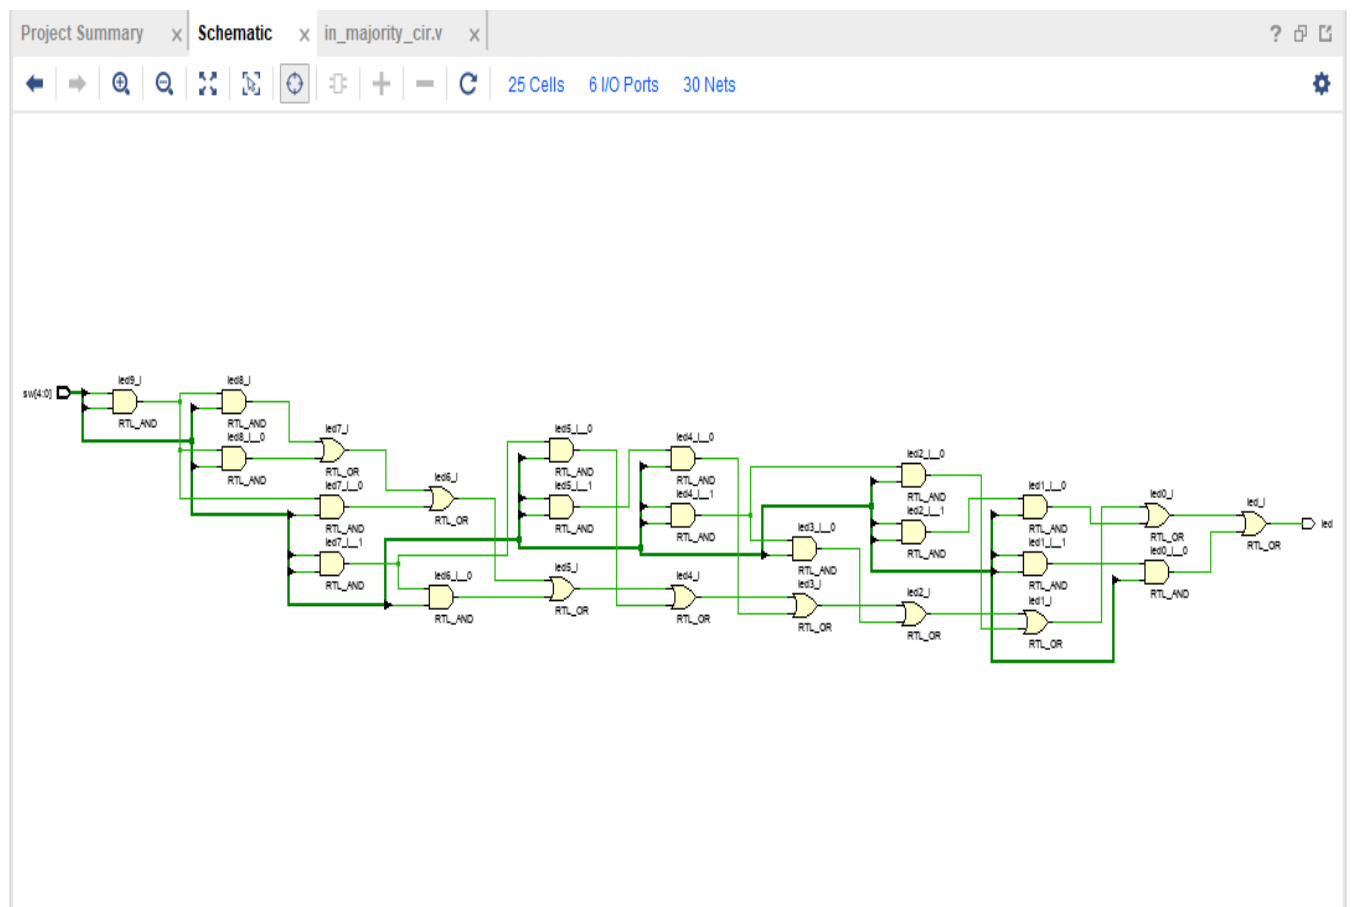 Project Summary
Schematic
in_majority_cir.v
25 Cells 6 I/O Ports 30 Nets
sw[4:0]
led9_i
RTL_AND
led8_i
RTL_AND
led8_i__0
RTL_AND
led7_i
RTL_OR
led7_i__0
RTL_AND
led7_i__1
RTL_AND
led6_i
RTL_OR
led6_i__0
RTL_AND
led5_i__0
RTL_AND
led5_i__1
RTL_AND
led5_i
RTL_OR
led4_i__0
RTL_AND
led4_i__1
RTL_AND
led4_i
RTL_OR
led3_i__0
RTL_AND
led3_i
RTL_OR
led2_i__0
RTL_AND
led2_i__1
RTL_AND
led2_i
RTL_OR
led1_i__0
RTL_AND
led1_i__1
RTL_AND
led1_i
RTL_OR
led0_i
RTL_OR
led0_i__0
RTL_AND
led_i
RTL_OR
led